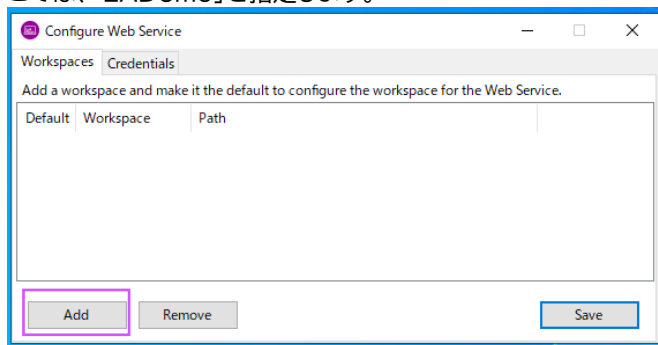 Configure Web Service
Workspaces Credentials
Add a workspace and make it the default to configure the workspace for the Web Service.
Default Workspace Path
Add Remove Save